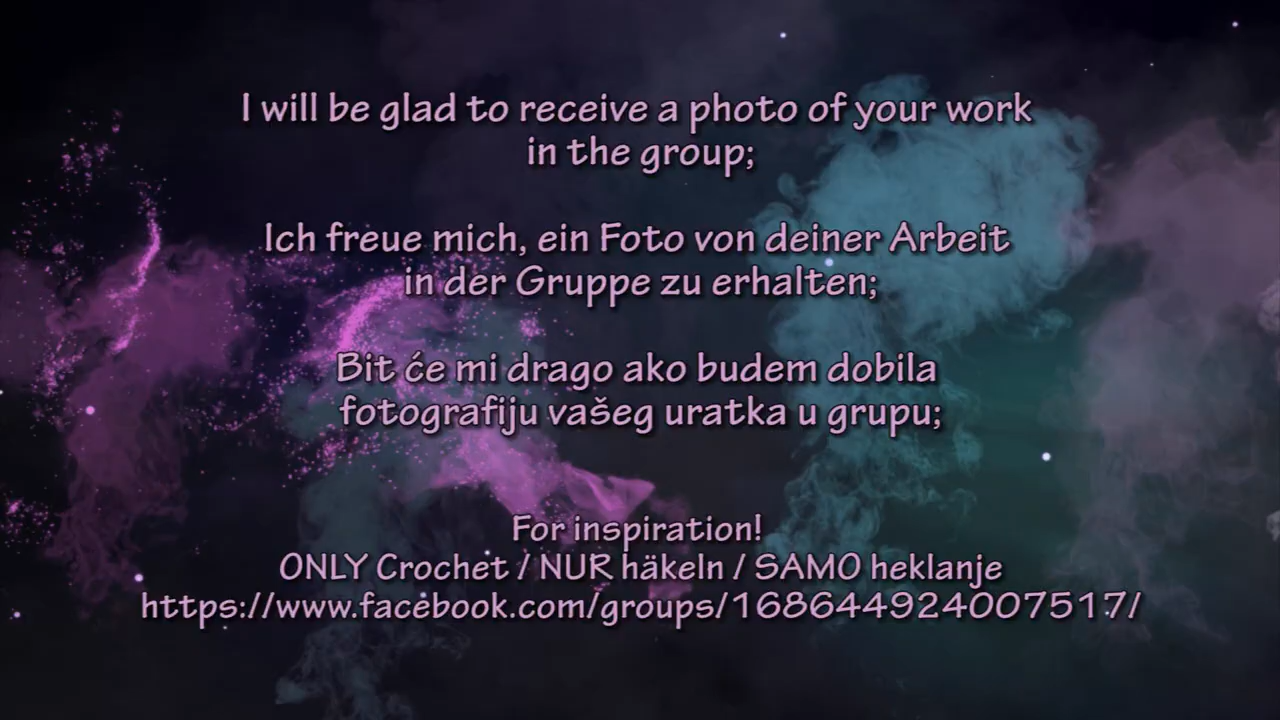 I will be glad to receive a photo of your work
in the group;
Ich freue mich, ein Foto von deiner Arbeit
in der Gruppe zu erhalten;
Bit će mi drago ako budem dobila
fotografiju vašeg uratka u grupu;
For inspiration!
ONLY Crochet / NUR häkeln / SAMO heklanje
https://www.facebook.com/groups/168644924007517/